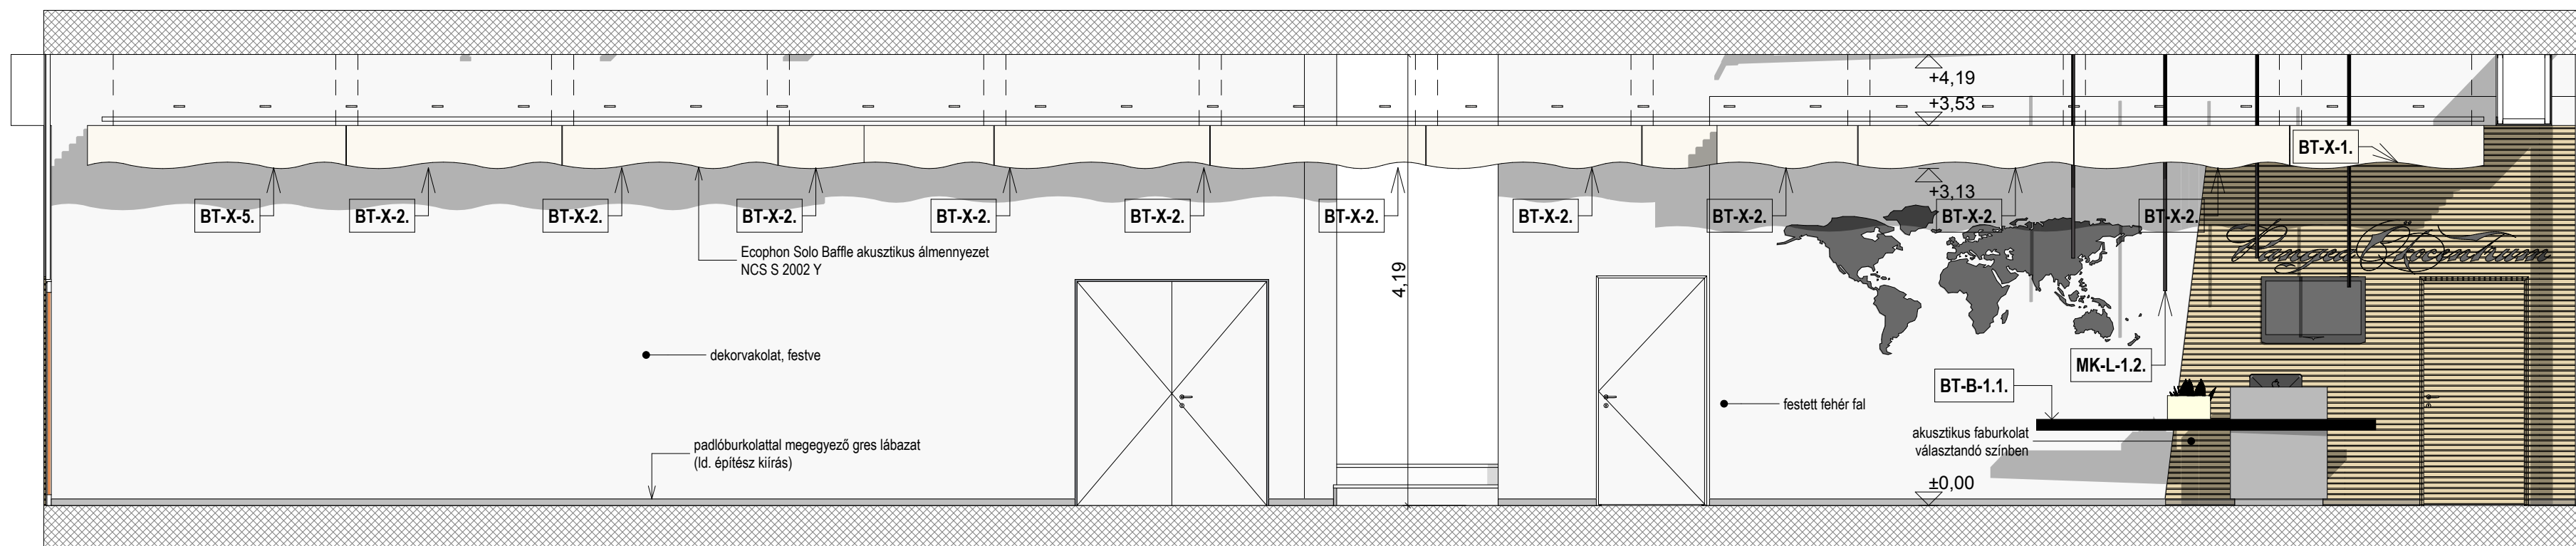 +4,19
+3,53
BT-X-1.
+3,13
BT-X-5.
BT-X-2.
BT-X-2.
BT-X-2.
BT-X-2.
BT-X-2.
BT-X-2.
BT-X-2.
BT-X-2.
BT-X-2.
BT-X-2.
Ecophon Solo Baffle akusztikus álmennyezet
NCS S 2002 Y
4,19
dekorvakolat, festve
MK-L-1.2.
BT-B-1.1.
festett fehér fal
akusztikus faburkolat
választandó színben
padlóburkolattal megegyező gres lábazat
(ld. építész kiírás)
±0,00